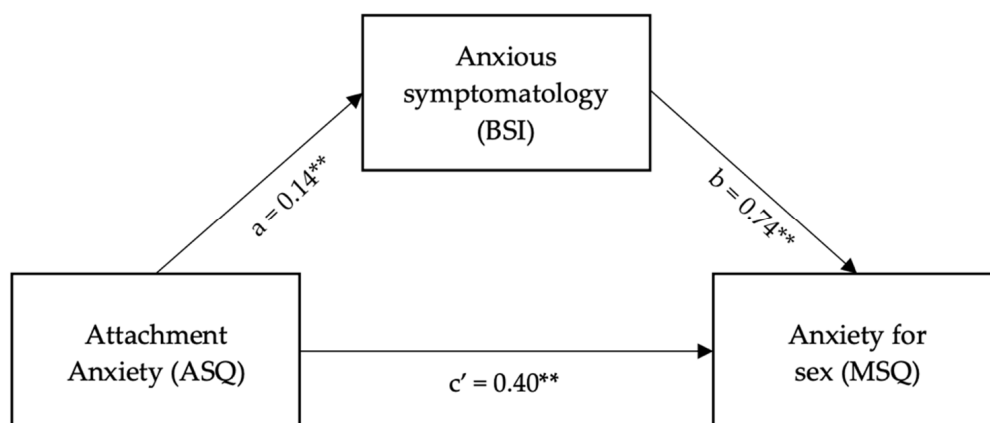 Anxious
symptomatology
(BSI)
a = 0.14**
b = 0.74**
Attachment
Anxiety (ASQ)
c’ = 0.40**
Anxiety for
sex (MSQ)